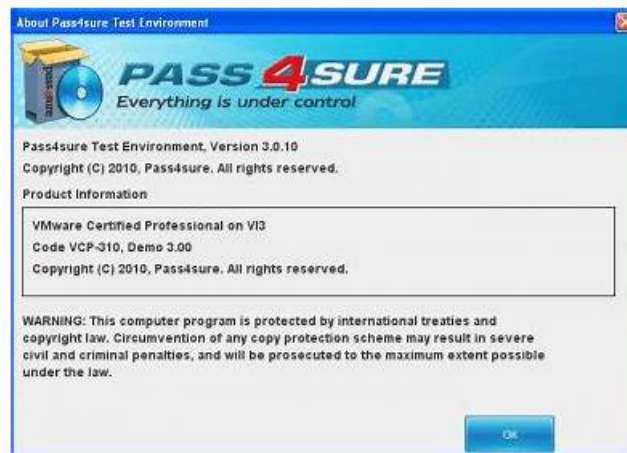 About Pass4sure Test Environment
pass4sure
PASS 4 SURE
Everything is under control
Pass4sure Test Environment, Version 3.0.10
Copyright (C) 2010, Pass4sure. All rights reserved.
Product Information
VMware Certified Professional on VI3
Code VCP-310, Demo 3.00
Copyright (C) 2010, Pass4sure. All rights reserved.
WARNING: This computer program is protected by international treaties and
copyright law. Circumvention of any copy protection scheme may result in severe
civil and criminal penalties, and will be prosecuted to the maximum extent possible
under the law.
OK